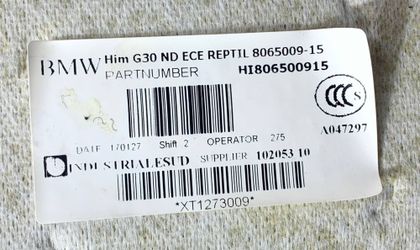 BMW Him G30 ND ECE REPTIL 8065009-15
PARTNUMBER HI806500915
CCC S
A047297
DATE 170127 Shift 2 OPERATOR 275
INDUSTRIALESUD SUPPLIER 102053 10
*XT1273009*